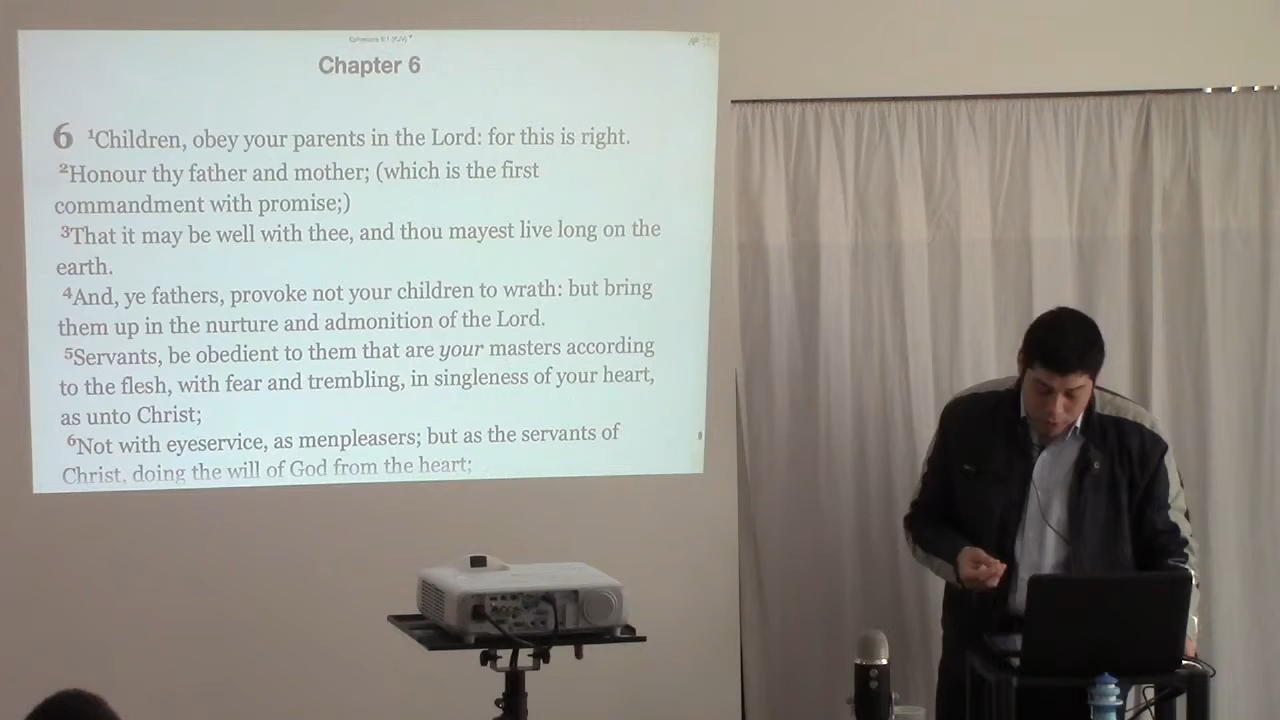 Ephesians 6:1 (KJV)
Chapter 6
6 1Children, obey your parents in the Lord: for this is right.
2Honour thy father and mother; (which is the first
commandment with promise;)
3That it may be well with thee, and thou mayest live long on the
earth.
4And, ye fathers, provoke not your children to wrath: but bring
them up in the nurture and admonition of the Lord.
5Servants, be obedient to them that are your masters according
to the flesh, with fear and trembling, in singleness of your heart,
as unto Christ;
6Not with eyeservice, as menpleasers; but as the servants of
Christ, doing the will of God from the heart;